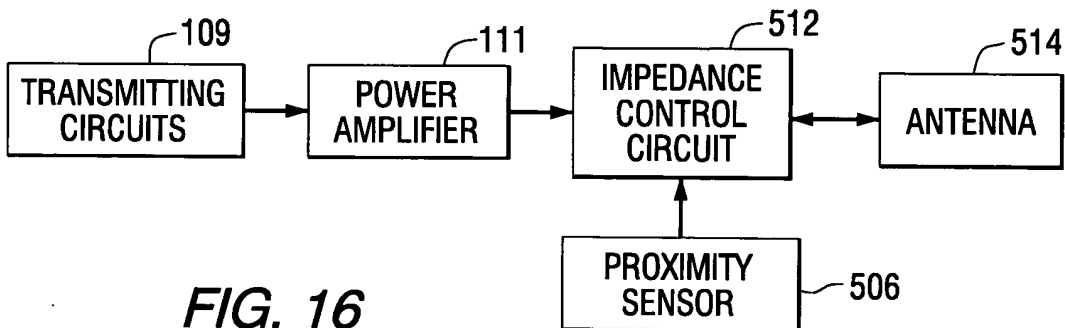 109
111
512
514
TRANSMITTING
CIRCUITS
POWER
AMPLIFIER
IMPEDANCE
CONTROL
CIRCUIT
ANTENNA
PROXIMITY
SENSOR
506
FIG. 16